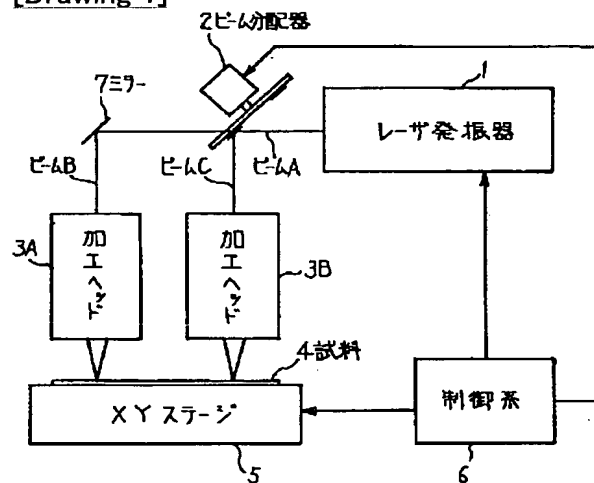 [Drawing 1]
2ビーム分配器
1
7ミラー
レーザ発振器
ビームB
ビームC
ビームA
3A
加工ヘッド
加工ヘッド
3B
4試料
XYステージ
制御系
5
6